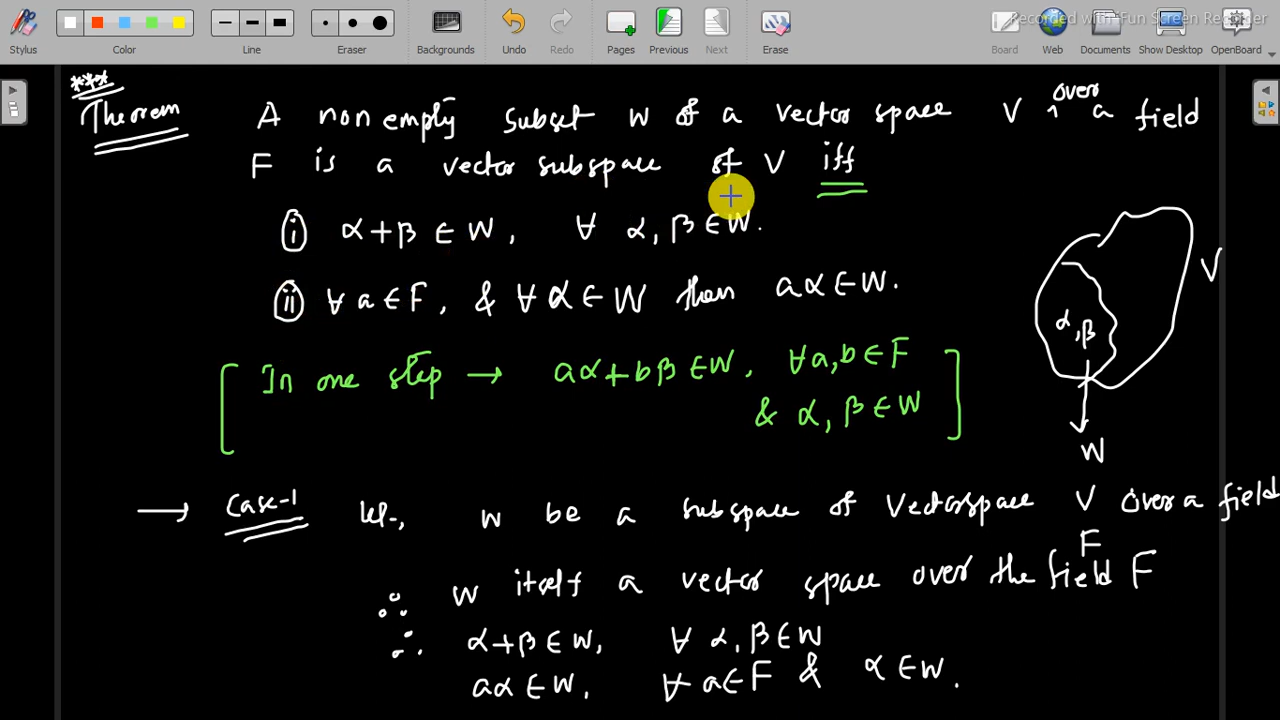 Stylus Color Line Eraser Backgrounds Undo Redo Pages Previous Next Erase Board Web Documents Show Desktop OpenBoard
Recorded with Fun Screen Recorder
***
Theorem A non empty subset W of a vector space V over a field
F is a vector subspace of V iff
(i) α+β ∈ W, ∀ α, β ∈ W.
(ii) ∀ a ∈ F, & ∀ α ∈ W then aα ∈ W.
[ In one step → aα+bβ ∈ W, ∀ a, b ∈ F
& α, β ∈ W ]
α, β
V
W
→ Case-1 let, W be a subspace of Vectorspace V over a field
F
∴ W itself a vector space over the field F
∴ α+β ∈ W, ∀ α, β ∈ W
aα ∈ W, ∀ a ∈ F & α ∈ W.